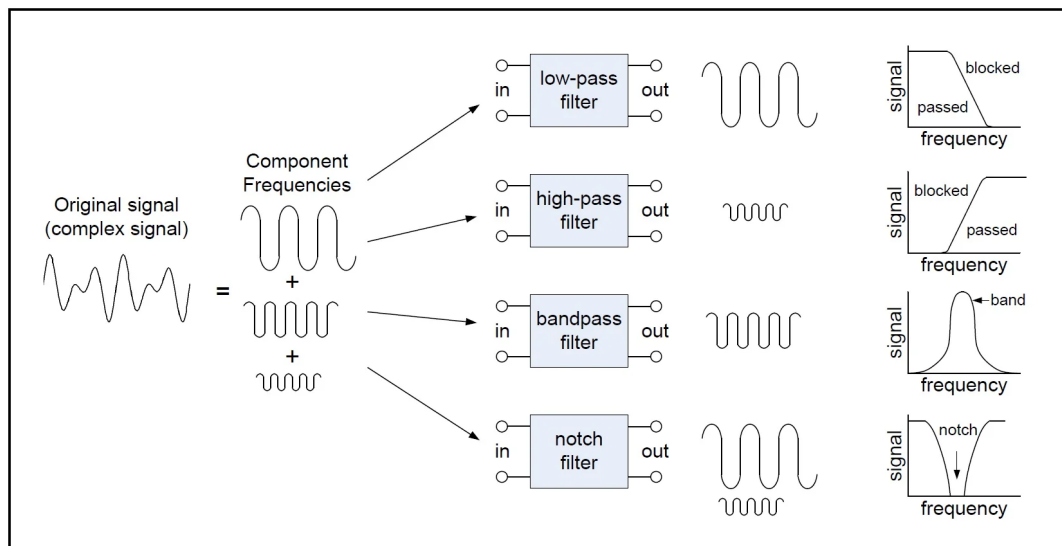 Original signal
(complex signal)
=
Component
Frequencies
+
+
in
low-pass
filter
out
signal
blocked
passed
frequency
in
high-pass
filter
out
signal
blocked
passed
frequency
in
bandpass
filter
out
signal
band
frequency
in
notch
filter
out
signal
notch
frequency